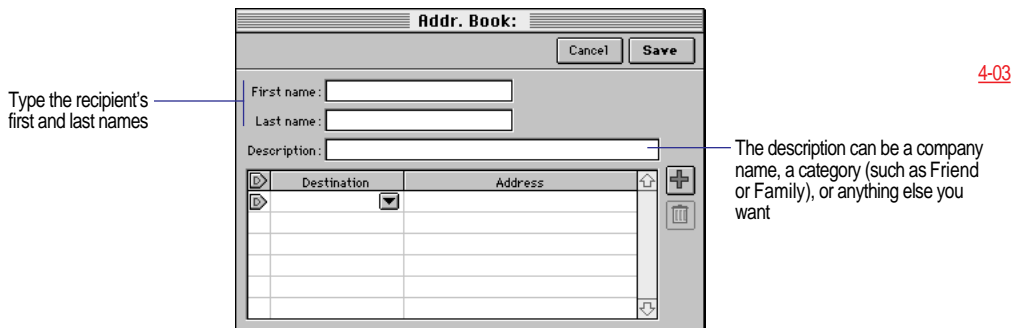 Addr. Book:
Cancel Save
4-03
Type the recipient's
first and last names
First name:
Last name:
Description:
The description can be a company
name, a category (such as Friend
or Family), or anything else you
want
D Destination Address
D